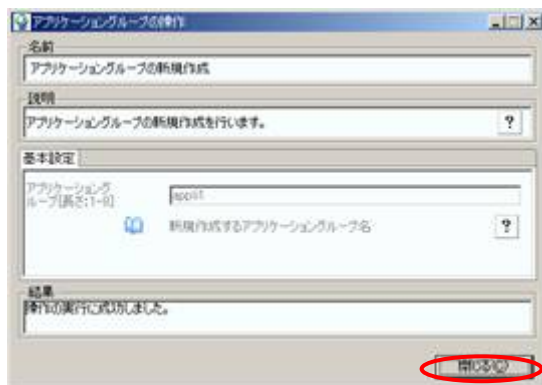 アプリケーショングループの操作
名前
アプリケーショングループの新規作成
説明
アプリケーショングループの新規作成を行います。
?
基本設定
アプリケーショング
ループ[長さ:1-8]
appli1
新規作成するアプリケーショングループ名
?
結果
操作の実行に成功しました。
閉じる(C)